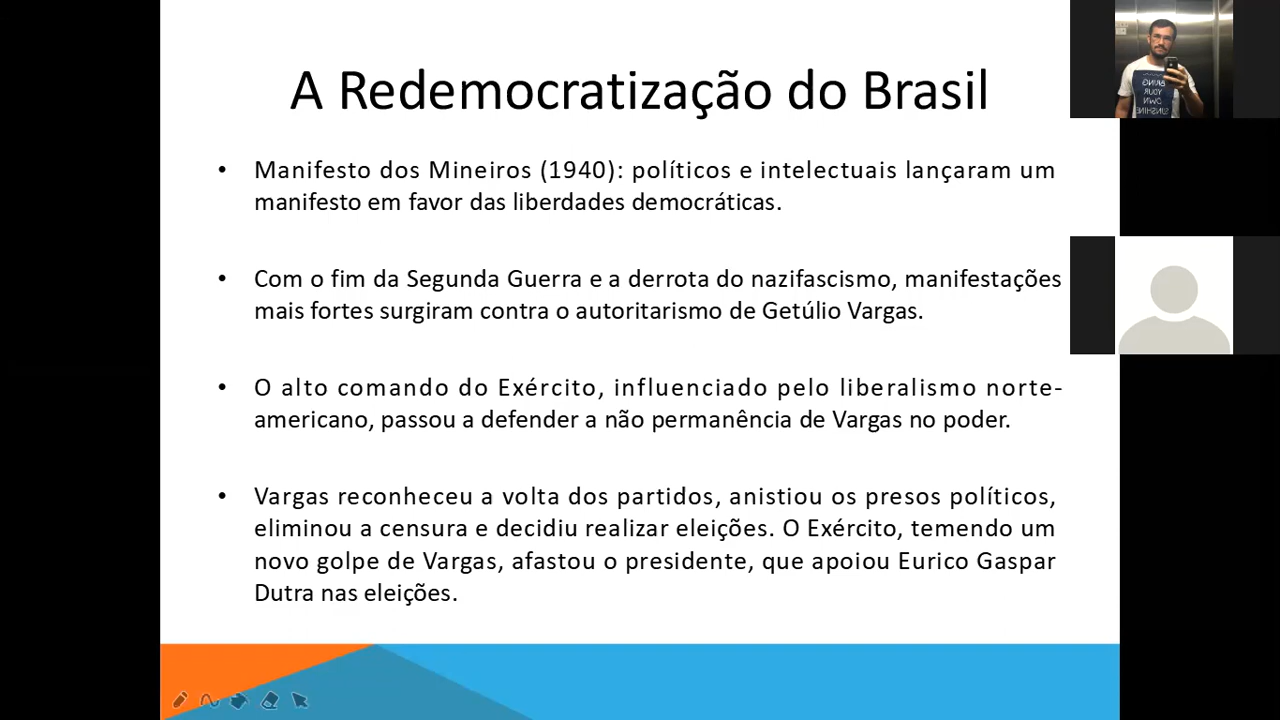 A Redemocratização do Brasil
• Manifesto dos Mineiros (1940): políticos e intelectuais lançaram um
manifesto em favor das liberdades democráticas.
• Com o fim da Segunda Guerra e a derrota do nazifascismo, manifestações
mais fortes surgiram contra o autoritarismo de Getúlio Vargas.
• O alto comando do Exército, influenciado pelo liberalismo norte-
americano, passou a defender a não permanência de Vargas no poder.
• Vargas reconheceu a volta dos partidos, anistiou os presos políticos,
eliminou a censura e decidiu realizar eleições. O Exército, temendo um
novo golpe de Vargas, afastou o presidente, que apoiou Eurico Gaspar
Dutra nas eleições.
YOUR
OWN
SUNSHINE